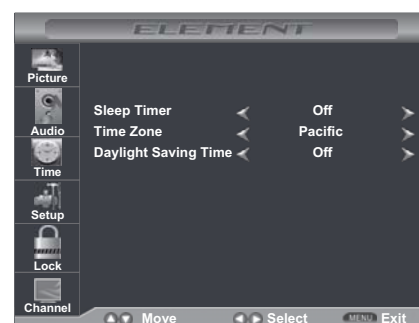 ELEMENT
Picture
Audio
Time
Setup
Lock
Channel
Sleep Timer Off
Time Zone Pacific
Daylight Saving Time Off
Move Select MENU Exit